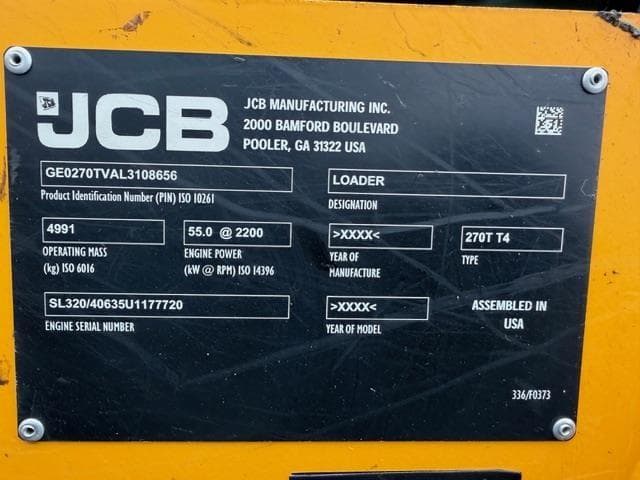 JCB
JCB MANUFACTURING INC.
2000 BAMFORD BOULEVARD
POOLER, GA 31322 USA
GE0270TVAL3108656
Product Identification Number (PIN) ISO 10261
LOADER
DESIGNATION
4991
OPERATING MASS
(kg) ISO 6016
55.0 @ 2200
ENGINE POWER
(kW @ RPM) ISO 14396
>XXXX<
YEAR OF
MANUFACTURE
270T T4
TYPE
SL320/40635U1177720
ENGINE SERIAL NUMBER
>XXXX<
YEAR OF MODEL
ASSEMBLED IN
USA
336/F0373